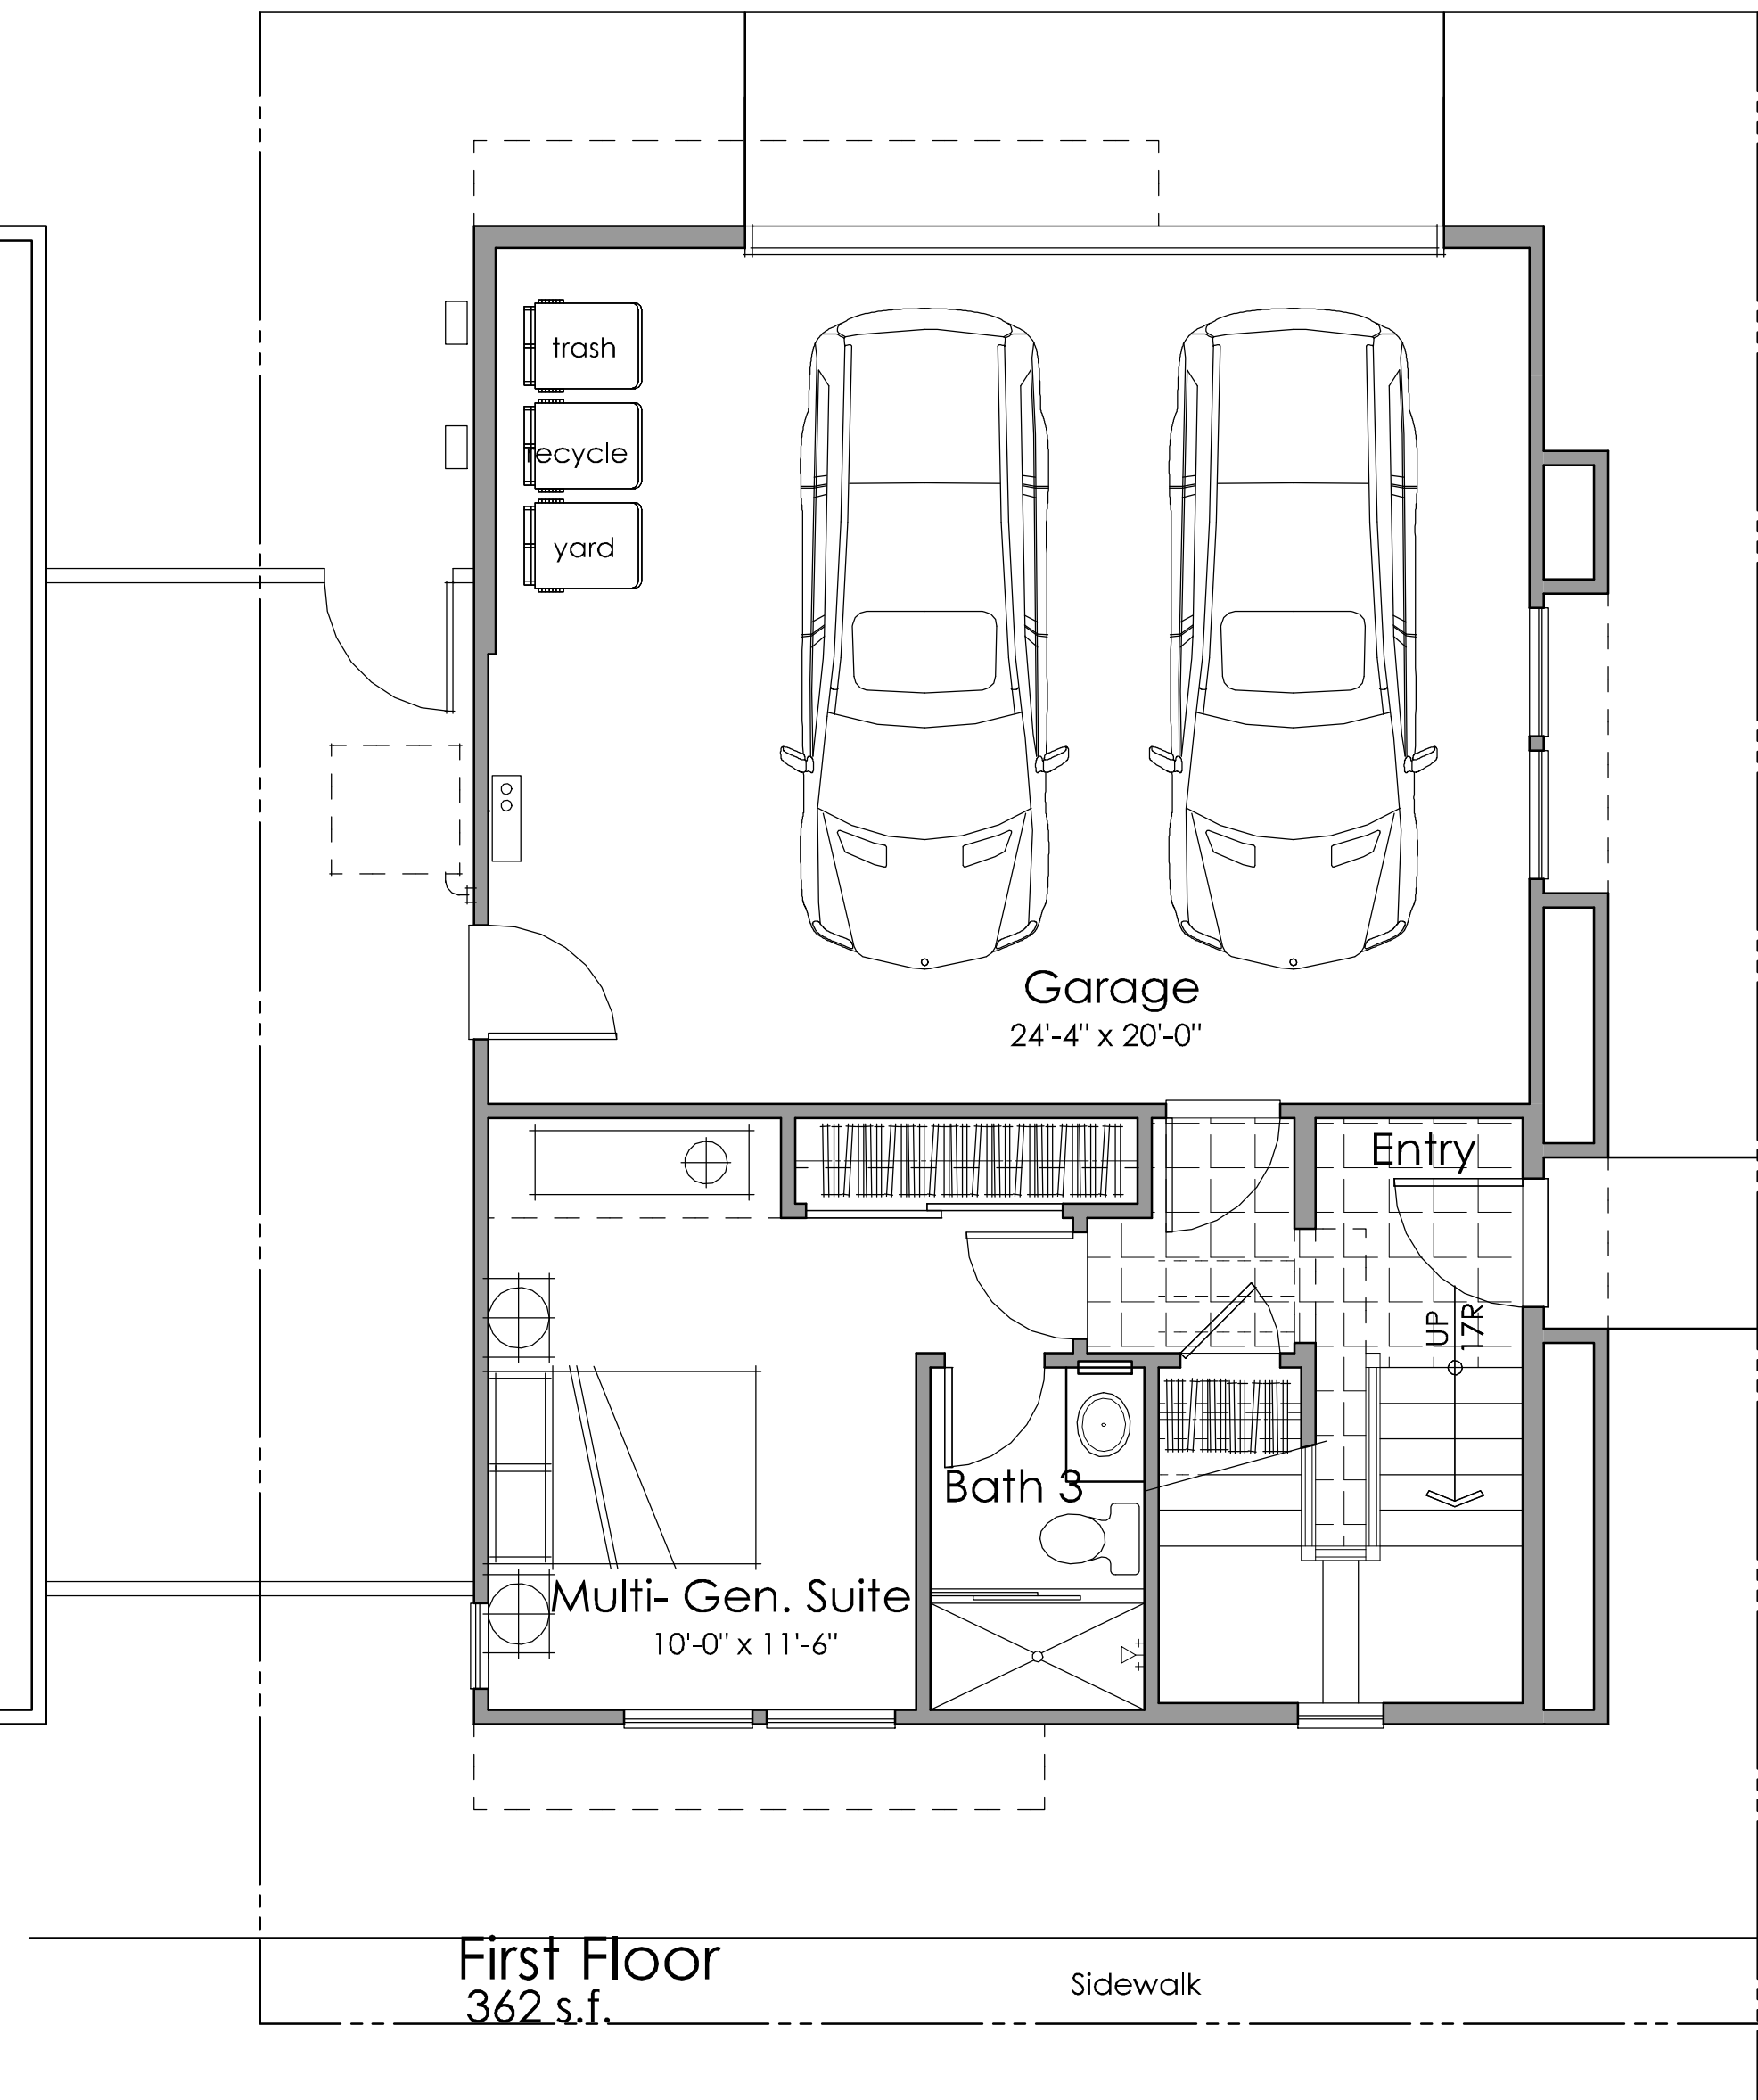 trash
recycle
yard
Garage
24'-4" x 20'-0"
Entry
UP
17R
Bath 3
Multi- Gen. Suite
10'-0" x 11'-6"
First Floor
362 s.f.
Sidewalk